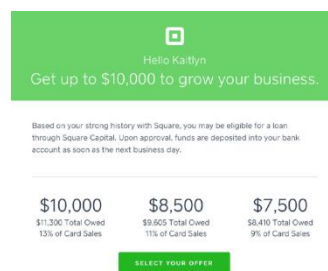 Hello Kaitlyn
Get up to $10,000 to grow your business.
Based on your strong history with Square, you may be eligible for a loan
through Square Capital. Upon approval, funds are deposited into your bank
account as soon as the next business day.
$10,000 $8,500 $7,500
$11,300 Total Owed $9,605 Total Owed $8,410 Total Owed
13% of Card Sales 11% of Card Sales 9% of Card Sales
SELECT YOUR OFFER